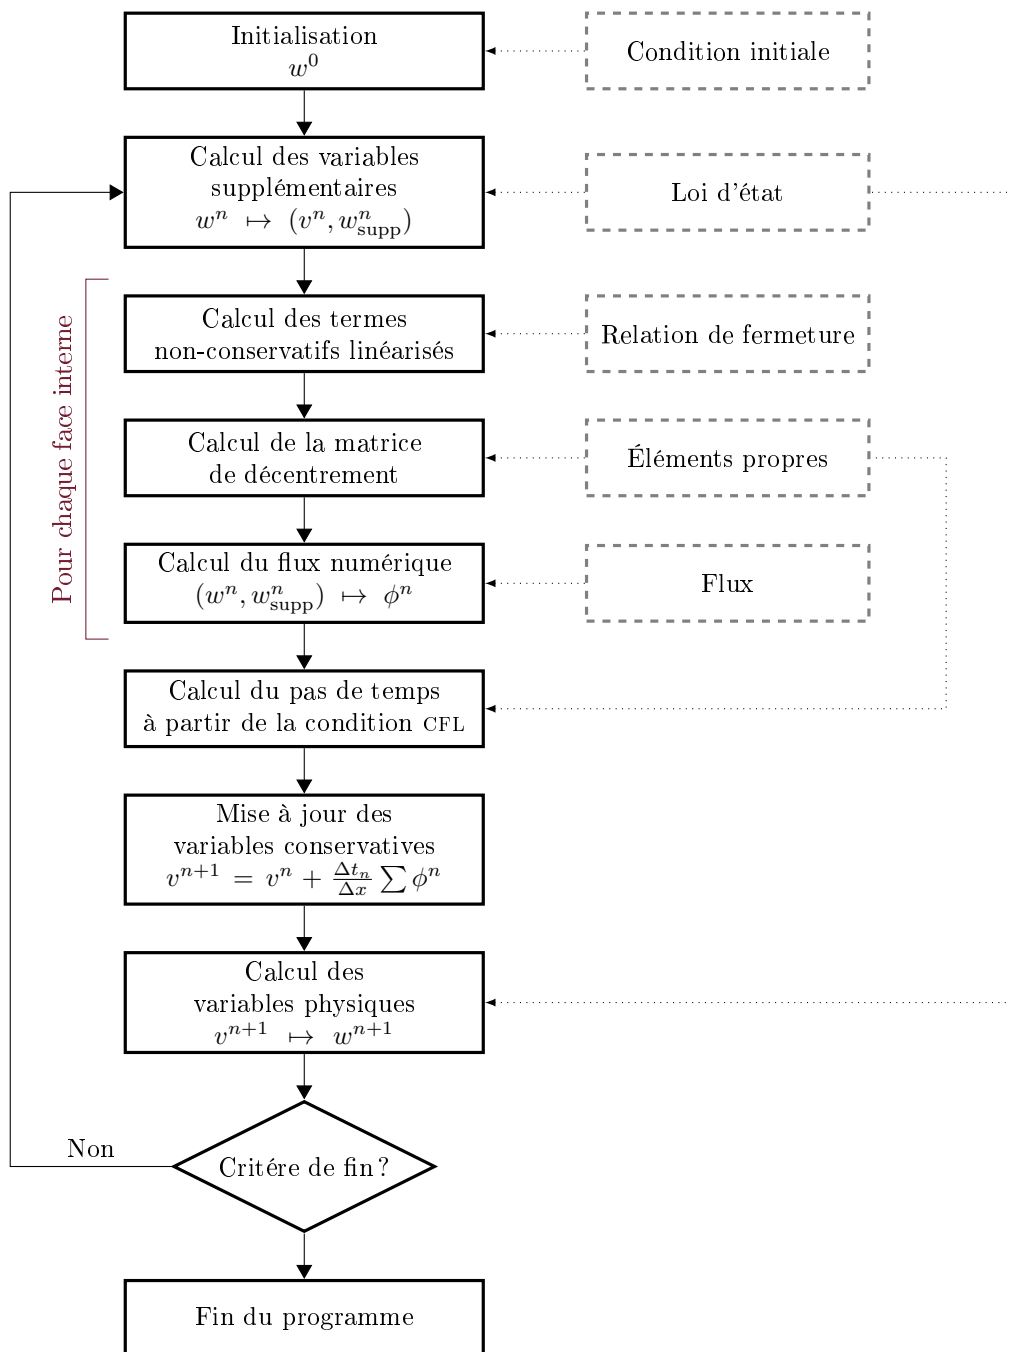 Initialisation
w^0
Condition initiale
Calcul des variables
supplémentaires
w^n ↦ (v^n, w^n_supp)
Loi d'état
Calcul des termes
non-conservatifs linéarisés
Relation de fermeture
Pour chaque face interne
Calcul de la matrice
de décentrement
Éléments propres
Calcul du flux numérique
(w^n, w^n_supp) ↦ ϕ^n
Flux
Calcul du pas de temps
à partir de la condition CFL
Mise à jour des
variables conservatives
v^{n+1} = v^n + Δt_n/Δx ∑ ϕ^n
Calcul des
variables physiques
v^{n+1} ↦ w^{n+1}
Non
Critére de fin ?
Fin du programme